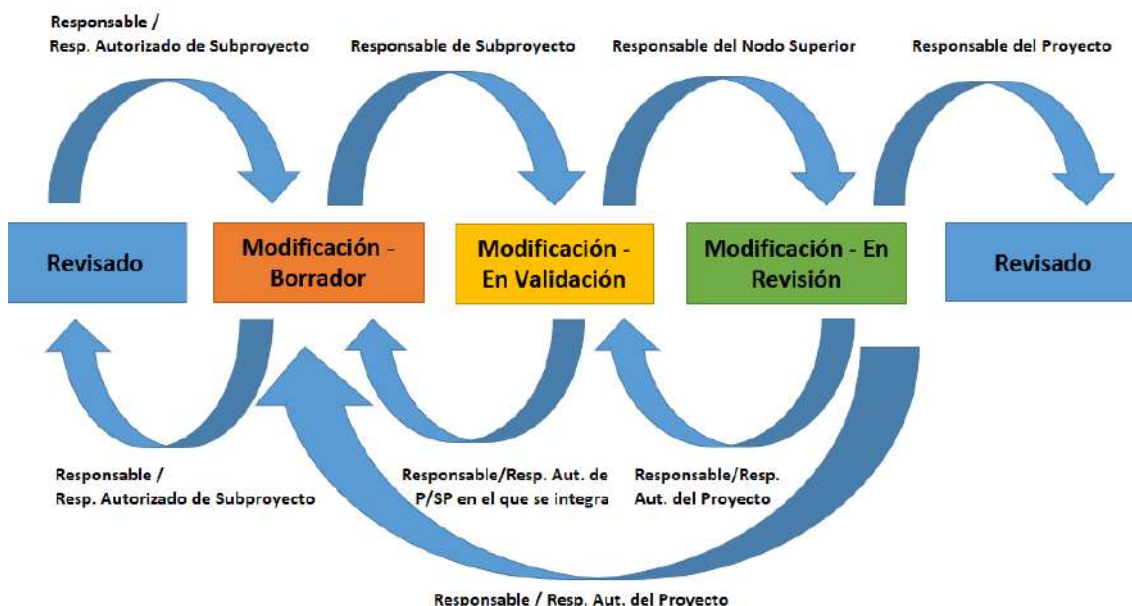 Responsable /
Resp. Autorizado de Subproyecto
Responsable de Subproyecto
Responsable del Nodo Superior
Responsable del Proyecto
Revisado
Modificación -
Borrador
Modificación -
En Validación
Modificación - En
Revisión
Revisado
Responsable /
Resp. Autorizado de Subproyecto
Responsable/Resp. Aut. de
P/SP en el que se integra
Responsable/Resp.
Aut. del Proyecto
Responsable / Resp. Aut. del Proyecto